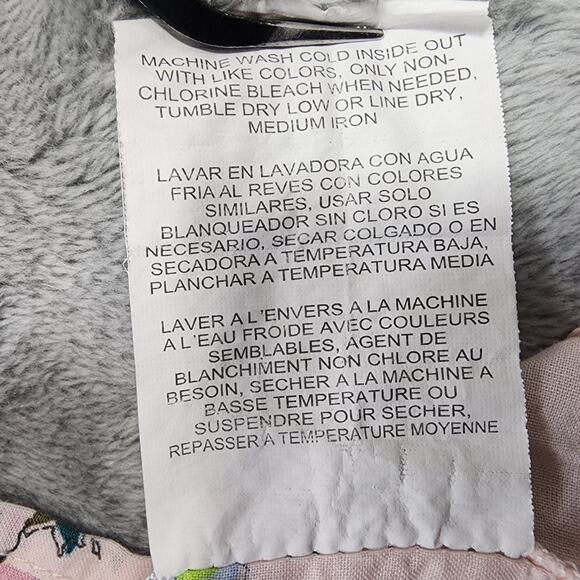 MACHINE WASH COLD INSIDE OUT
WITH LIKE COLORS, ONLY NON-
CHLORINE BLEACH WHEN NEEDED,
TUMBLE DRY LOW OR LINE DRY,
MEDIUM IRON
LAVAR EN LAVADORA CON AGUA
FRIA AL REVES CON COLORES
SIMILARES, USAR SOLO
BLANQUEADOR SIN CLORO SI ES
NECESARIO, SECAR COLGADO O EN
SECADORA A TEMPERATURA BAJA,
PLANCHAR A TEMPERATURA MEDIA
LAVER A L'ENVERS A LA MACHINE
A L'EAU FROIDE AVEC COULEURS
SEMBLABLES, AGENT DE
BLANCHIMENT NON CHLORE AU
BESOIN, SECHER A LA MACHINE A
BASSE TEMPERATURE OU
SUSPENDRE POUR SECHER,
REPASSER A TEMPERATURE MOYENNE